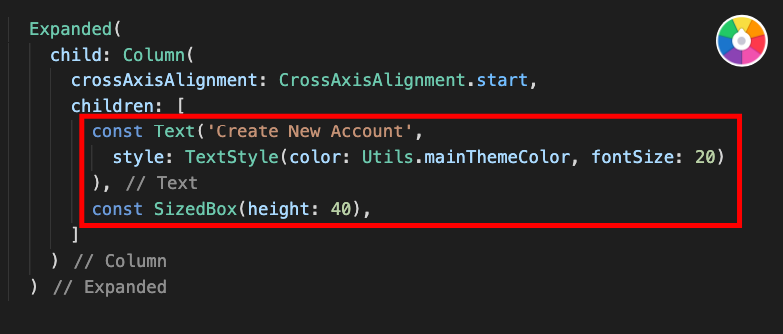 Expanded(
child: Column(
crossAxisAlignment: CrossAxisAlignment.start,
children: [
const Text('Create New Account',
style: TextStyle(color: Utils.mainThemeColor, fontSize: 20)
), // Text
const SizedBox(height: 40),
]
) // Column
) // Expanded